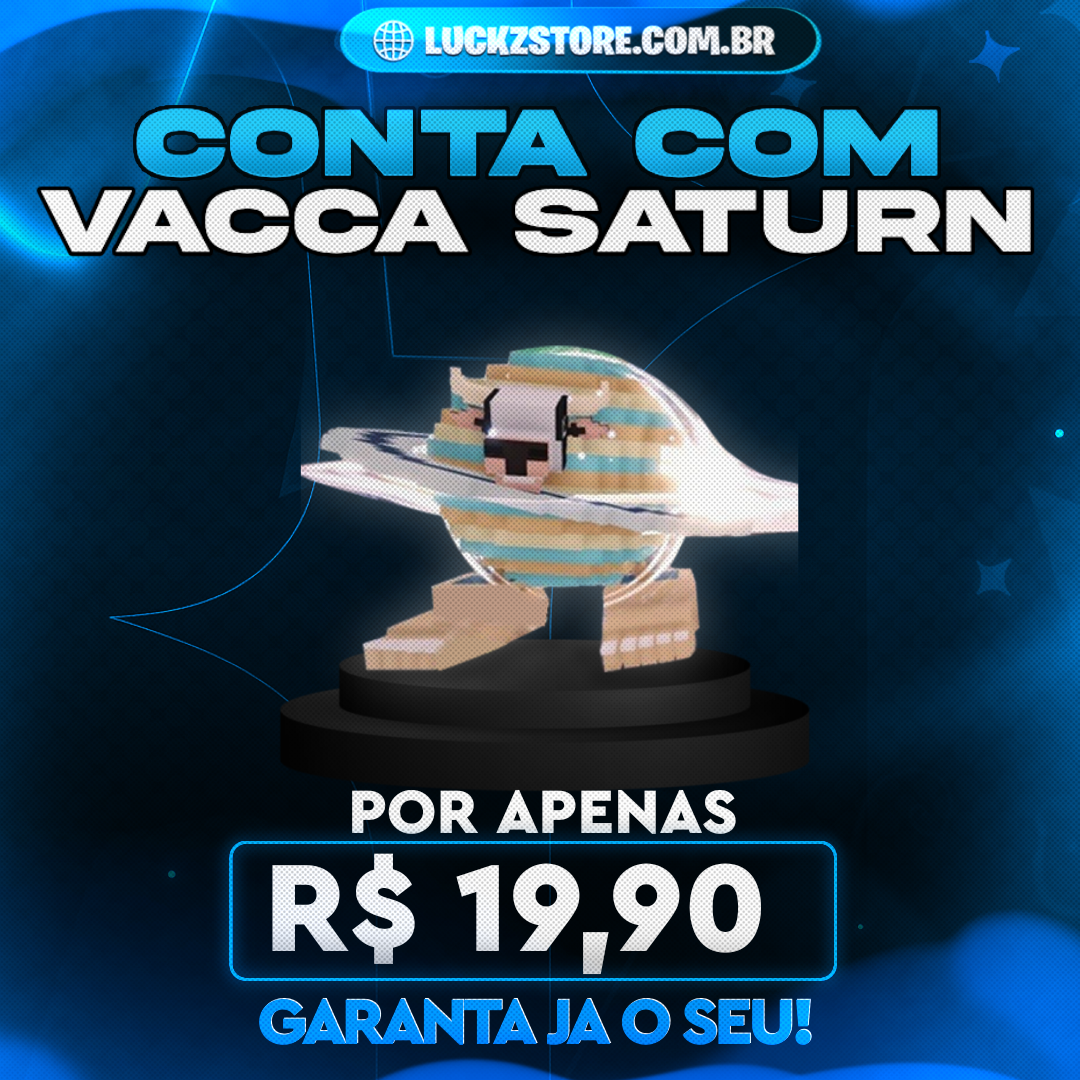 LUCKZSTORE.COM.BR
CONTA COM
VACCA SATURN
POR APENAS
R$ 19,90
GARANTA JA O SEU!